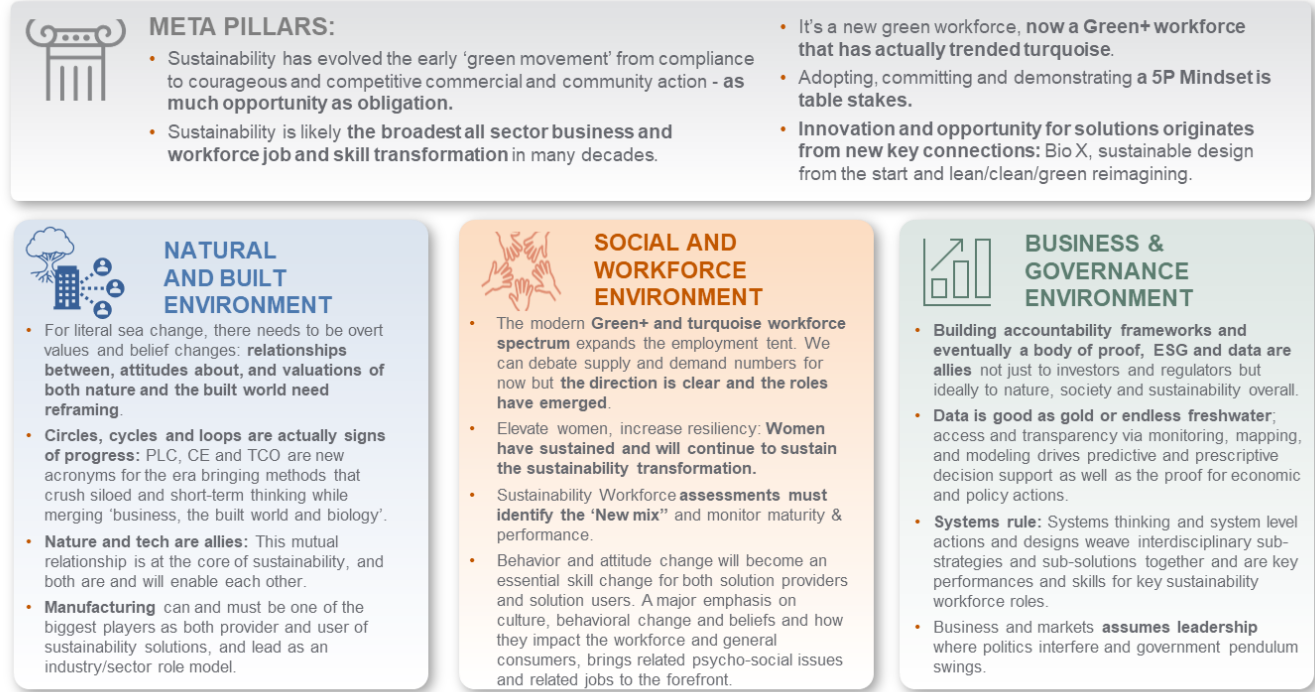 META PILLARS:
• Sustainability has evolved the early ‘green movement’ from compliance
to courageous and competitive commercial and community action - as
much opportunity as obligation.
• Sustainability is likely the broadest all sector business and
workforce job and skill transformation in many decades.
• It’s a new green workforce, now a Green+ workforce
that has actually trended turquoise.
• Adopting, committing and demonstrating a 5P Mindset is
table stakes.
• Innovation and opportunity for solutions originates
from new key connections: Bio X, sustainable design
from the start and lean/clean/green reimagining.
NATURAL
AND BUILT
ENVIRONMENT
• For literal sea change, there needs to be overt
values and belief changes: relationships
between, attitudes about, and valuations of
both nature and the built world need
reframing.
• Circles, cycles and loops are actually signs
of progress: PLC, CE and TCO are new
acronyms for the era bringing methods that
crush siloed and short-term thinking while
merging ‘business, the built world and biology’.
• Nature and tech are allies: This mutual
relationship is at the core of sustainability, and
both are and will enable each other.
• Manufacturing can and must be one of the
biggest players as both provider and user of
sustainability solutions, and lead as an
industry/sector role model.
SOCIAL AND
WORKFORCE
ENVIRONMENT
• The modern Green+ and turquoise workforce
spectrum expands the employment tent. We
can debate supply and demand numbers for
now but the direction is clear and the roles
have emerged.
• Elevate women, increase resiliency: Women
have sustained and will continue to sustain
the sustainability transformation.
• Sustainability Workforce assessments must
identify the ‘New mix” and monitor maturity &
performance.
• Behavior and attitude change will become an
essential skill change for both solution providers
and solution users. A major emphasis on
culture, behavioral change and beliefs and how
they impact the workforce and general
consumers, brings related psycho-social issues
and related jobs to the forefront.
BUSINESS &
GOVERNANCE
ENVIRONMENT
• Building accountability frameworks and
eventually a body of proof, ESG and data are
allies not just to investors and regulators but
ideally to nature, society and sustainability overall.
• Data is good as gold or endless freshwater;
access and transparency via monitoring, mapping,
and modeling drives predictive and prescriptive
decision support as well as the proof for economic
and policy actions.
• Systems rule: Systems thinking and system level
actions and designs weave interdisciplinary sub-
strategies and sub-solutions together and are key
performances and skills for key sustainability
workforce roles.
• Business and markets assumes leadership
where politics interfere and government pendulum
swings.